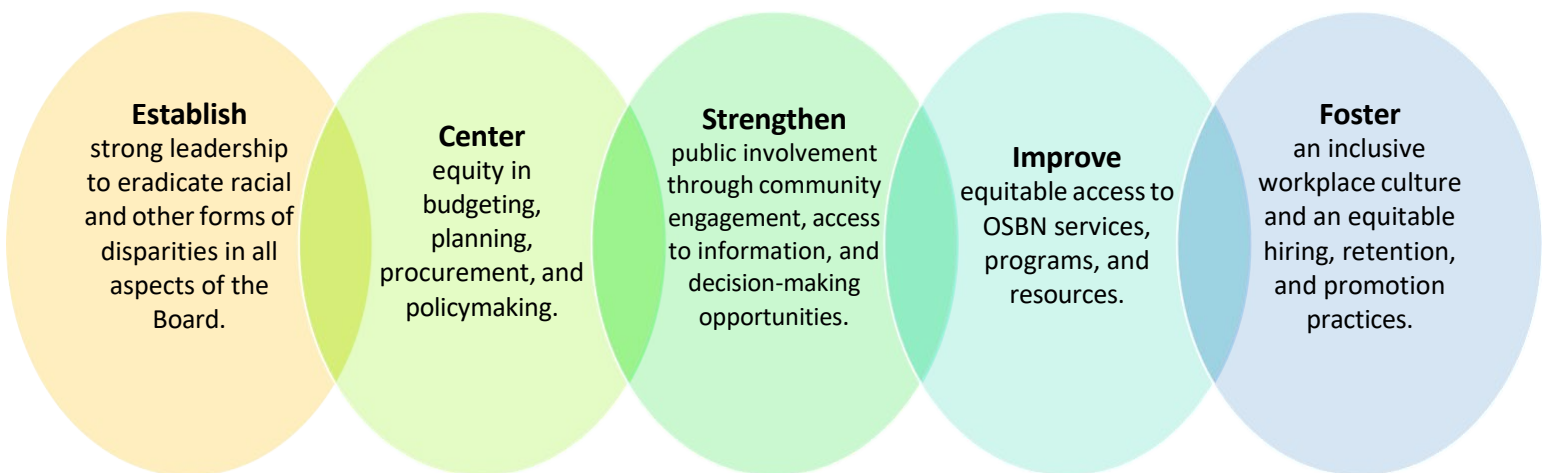 Establish
strong leadership
to eradicate racial
and other forms of
disparities in all
aspects of the
Board.
Center
equity in
budgeting,
planning,
procurement, and
policymaking.
Strengthen
public involvement
through community
engagement, access
to information, and
decision-making
opportunities.
Improve
equitable access to
OSBN services,
programs, and
resources.
Foster
an inclusive
workplace culture
and an equitable
hiring, retention,
and promotion
practices.